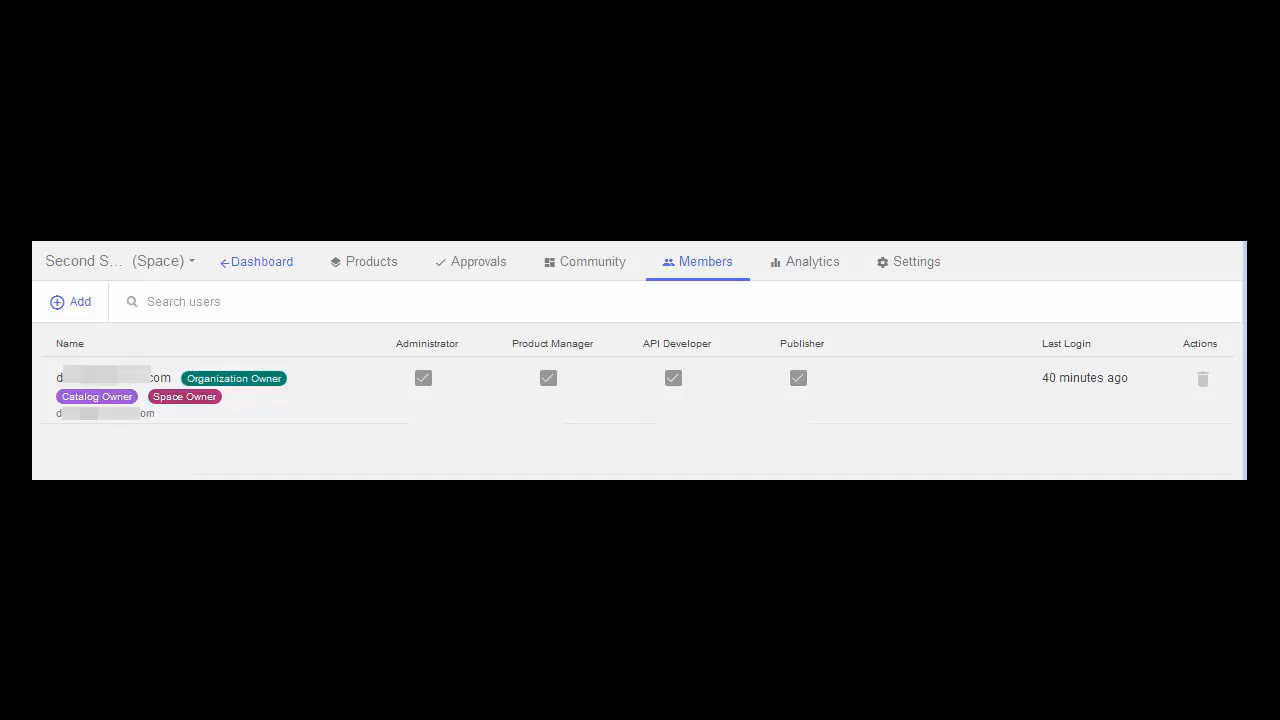 Second S... (Space) Dashboard Products Approvals Community Members Analytics Settings
Add Search users
Name Administrator Product Manager API Developer Publisher Last Login Actions
Organization Owner 40 minutes ago
Catalog Owner Space Owner